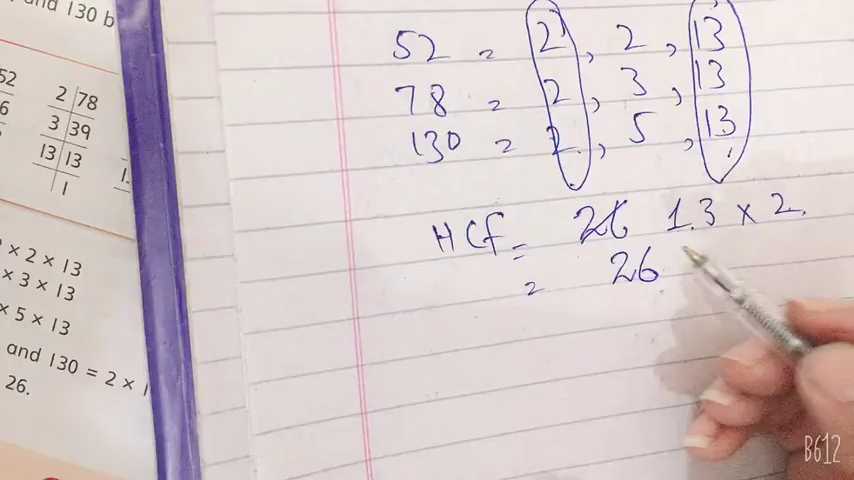 and 130 b
52
6
2 78
3 39
13 13
1
1.
× 2 × 13
× 3 × 13
× 5 × 13
and 130 = 2 × 1
26.
52 = 2, 2, 13
78 = 2, 3, 13
130 = 2, 5, 13
HCf = 26 13 × 2
= 26
B612